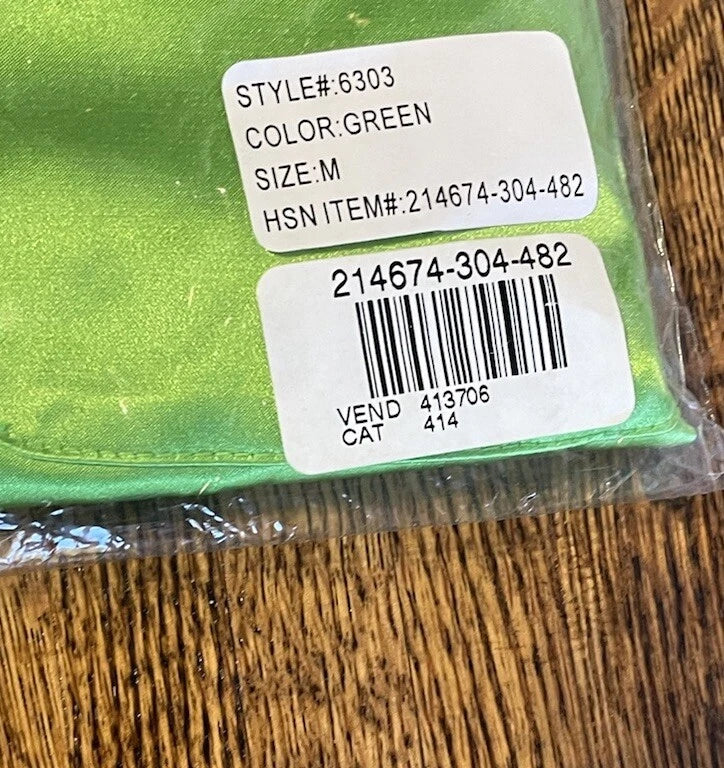 STYLE#:6303
COLOR:GREEN
SIZE:M
HSN ITEM#:214674-304-482
214674-304-482
VEND 413706
CAT 414